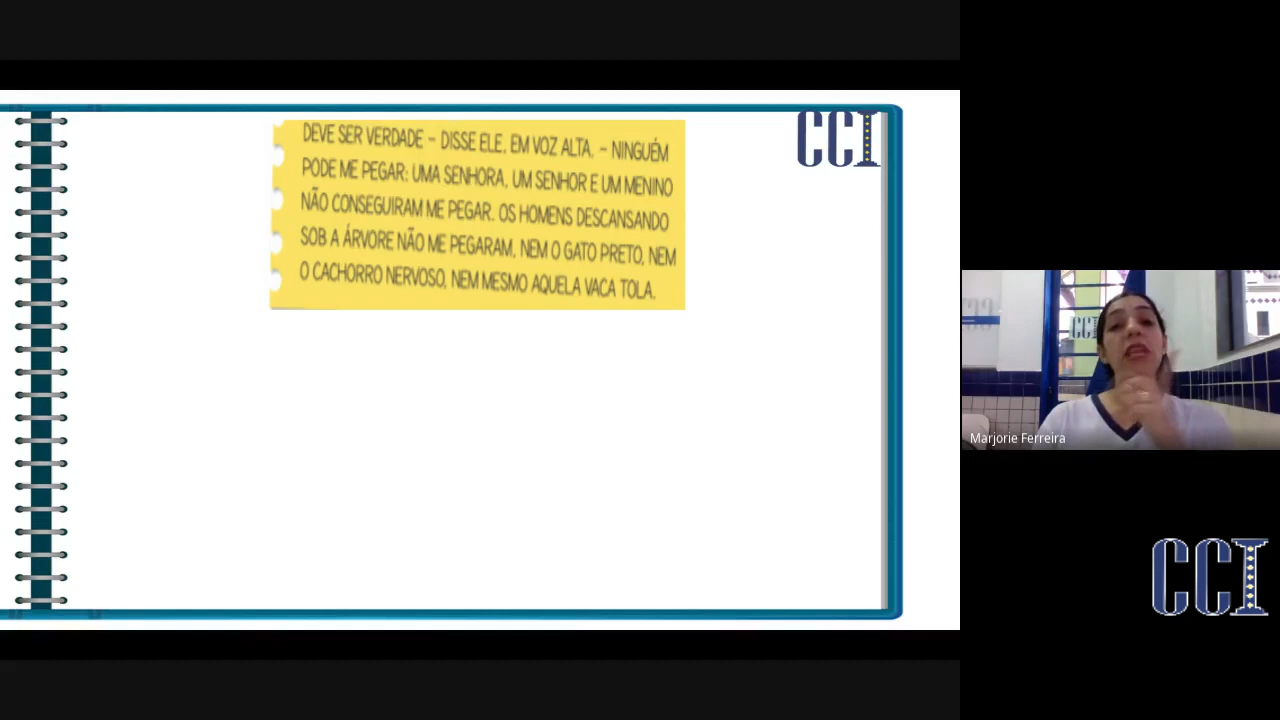 CCI
DEVE SER VERDADE – DISSE ELE, EM VOZ ALTA. – NINGUÉM
PODE ME PEGAR: UMA SENHORA, UM SENHOR E UM MENINO
NÃO CONSEGUIRAM ME PEGAR. OS HOMENS DESCANSANDO
SOB A ÁRVORE NÃO ME PEGARAM, NEM O GATO PRETO, NEM
O CACHORRO NERVOSO, NEM MESMO AQUELA VACA TOLA.
CCI
Marjorie Ferreira
CCI